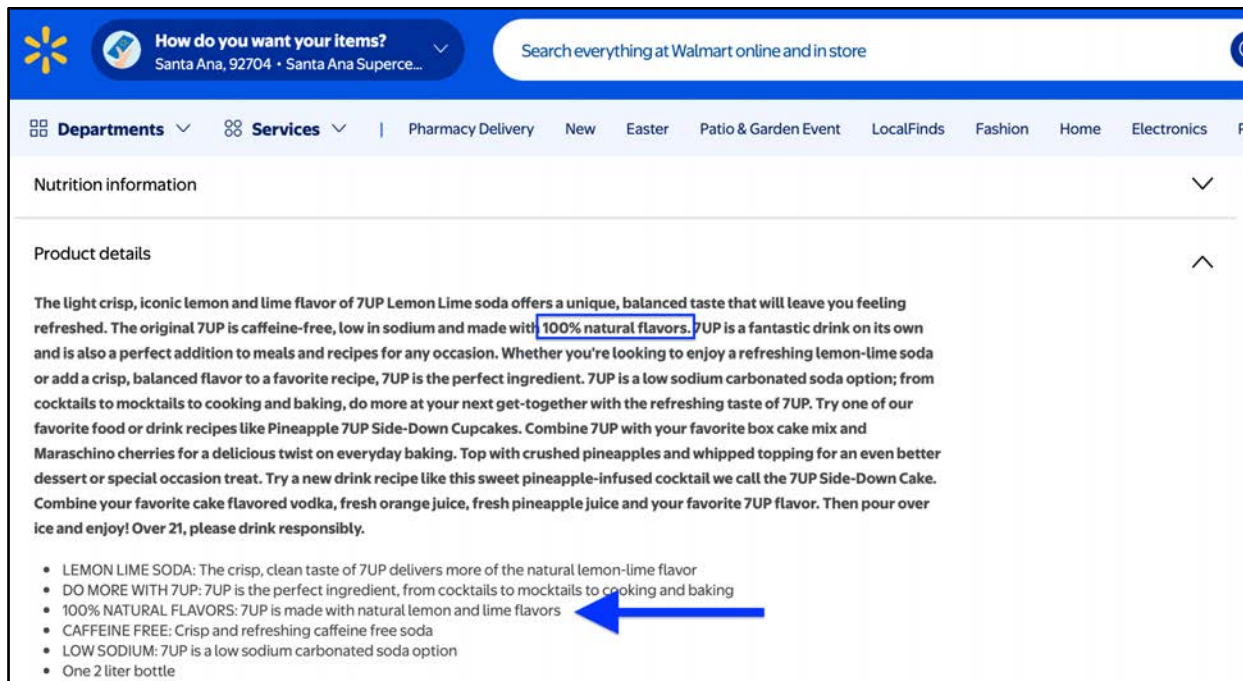 How do you want your items?
Santa Ana, 92704 • Santa Ana Superce...
Search everything at Walmart online and in store
Departments
Services
|
Pharmacy Delivery
New
Easter
Patio & Garden Event
LocalFinds
Fashion
Home
Electronics
Nutrition information
Product details
The light crisp, iconic lemon and lime flavor of 7UP Lemon Lime soda offers a unique, balanced taste that will leave you feeling
refreshed. The original 7UP is caffeine-free, low in sodium and made with 100% natural flavors. 7UP is a fantastic drink on its own
and is also a perfect addition to meals and recipes for any occasion. Whether you're looking to enjoy a refreshing lemon-lime soda
or add a crisp, balanced flavor to a favorite recipe, 7UP is the perfect ingredient. 7UP is a low sodium carbonated soda option; from
cocktails to mocktails to cooking and baking, do more at your next get-together with the refreshing taste of 7UP. Try one of our
favorite food or drink recipes like Pineapple 7UP Side-Down Cupcakes. Combine 7UP with your favorite box cake mix and
Maraschino cherries for a delicious twist on everyday baking. Top with crushed pineapples and whipped topping for an even better
dessert or special occasion treat. Try a new drink recipe like this sweet pineapple-infused cocktail we call the 7UP Side-Down Cake.
Combine your favorite cake flavored vodka, fresh orange juice, fresh pineapple juice and your favorite 7UP flavor. Then pour over
ice and enjoy! Over 21, please drink responsibly.
• LEMON LIME SODA: The crisp, clean taste of 7UP delivers more of the natural lemon-lime flavor
• DO MORE WITH 7UP: 7UP is the perfect ingredient, from cocktails to mocktails to cooking and baking
• 100% NATURAL FLAVORS: 7UP is made with natural lemon and lime flavors
• CAFFEINE FREE: Crisp and refreshing caffeine free soda
• LOW SODIUM: 7UP is a low sodium carbonated soda option
• One 2 liter bottle